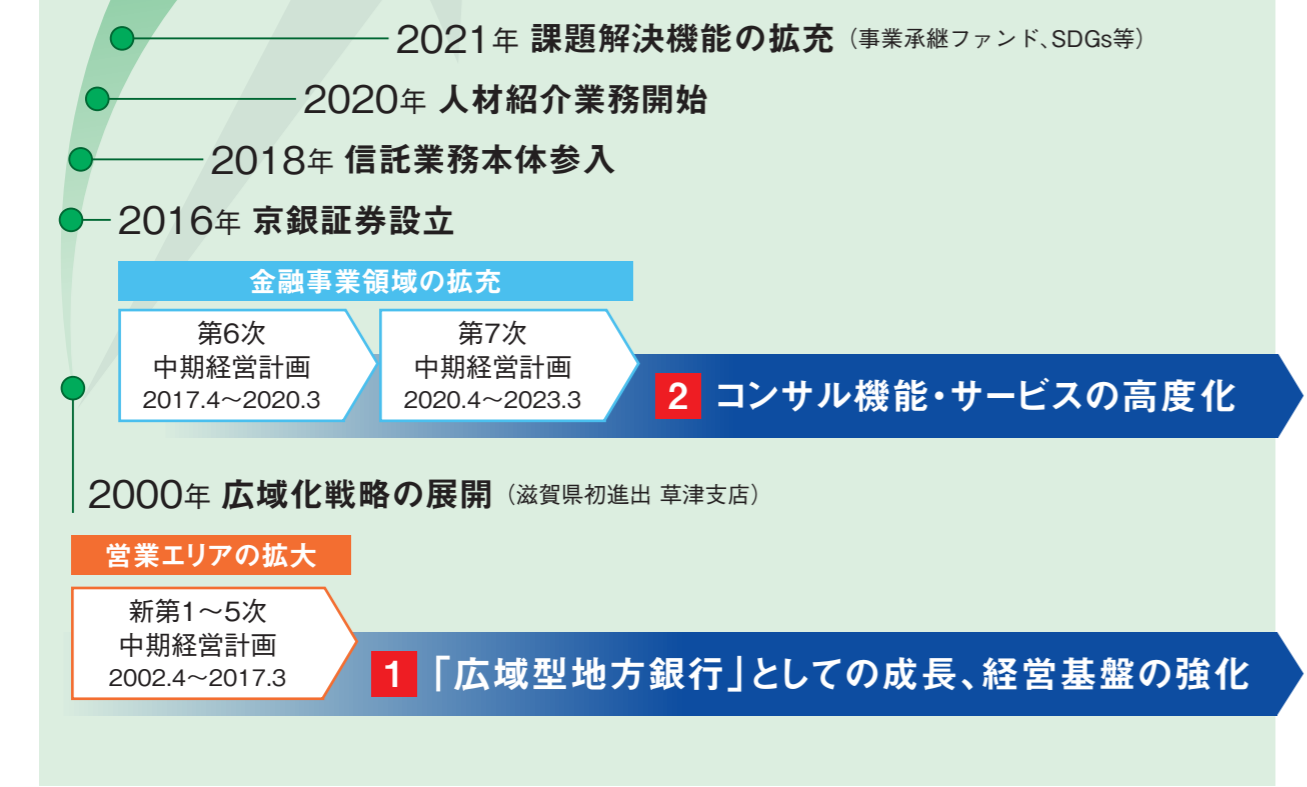 2021年 課題解決機能の拡充（事業承継ファンド、SDGs等）
2020年 人材紹介業務開始
2018年 信託業務本体参入
2016年 京銀証券設立
金融事業領域の拡充
第6次
中期経営計画
2017.4～2020.3
第7次
中期経営計画
2020.4～2023.3
2 コンサル機能・サービスの高度化
2000年 広域化戦略の展開（滋賀県初進出 草津支店）
営業エリアの拡大
新第1～5次
中期経営計画
2002.4～2017.3
1 「広域型地方銀行」としての成長、経営基盤の強化